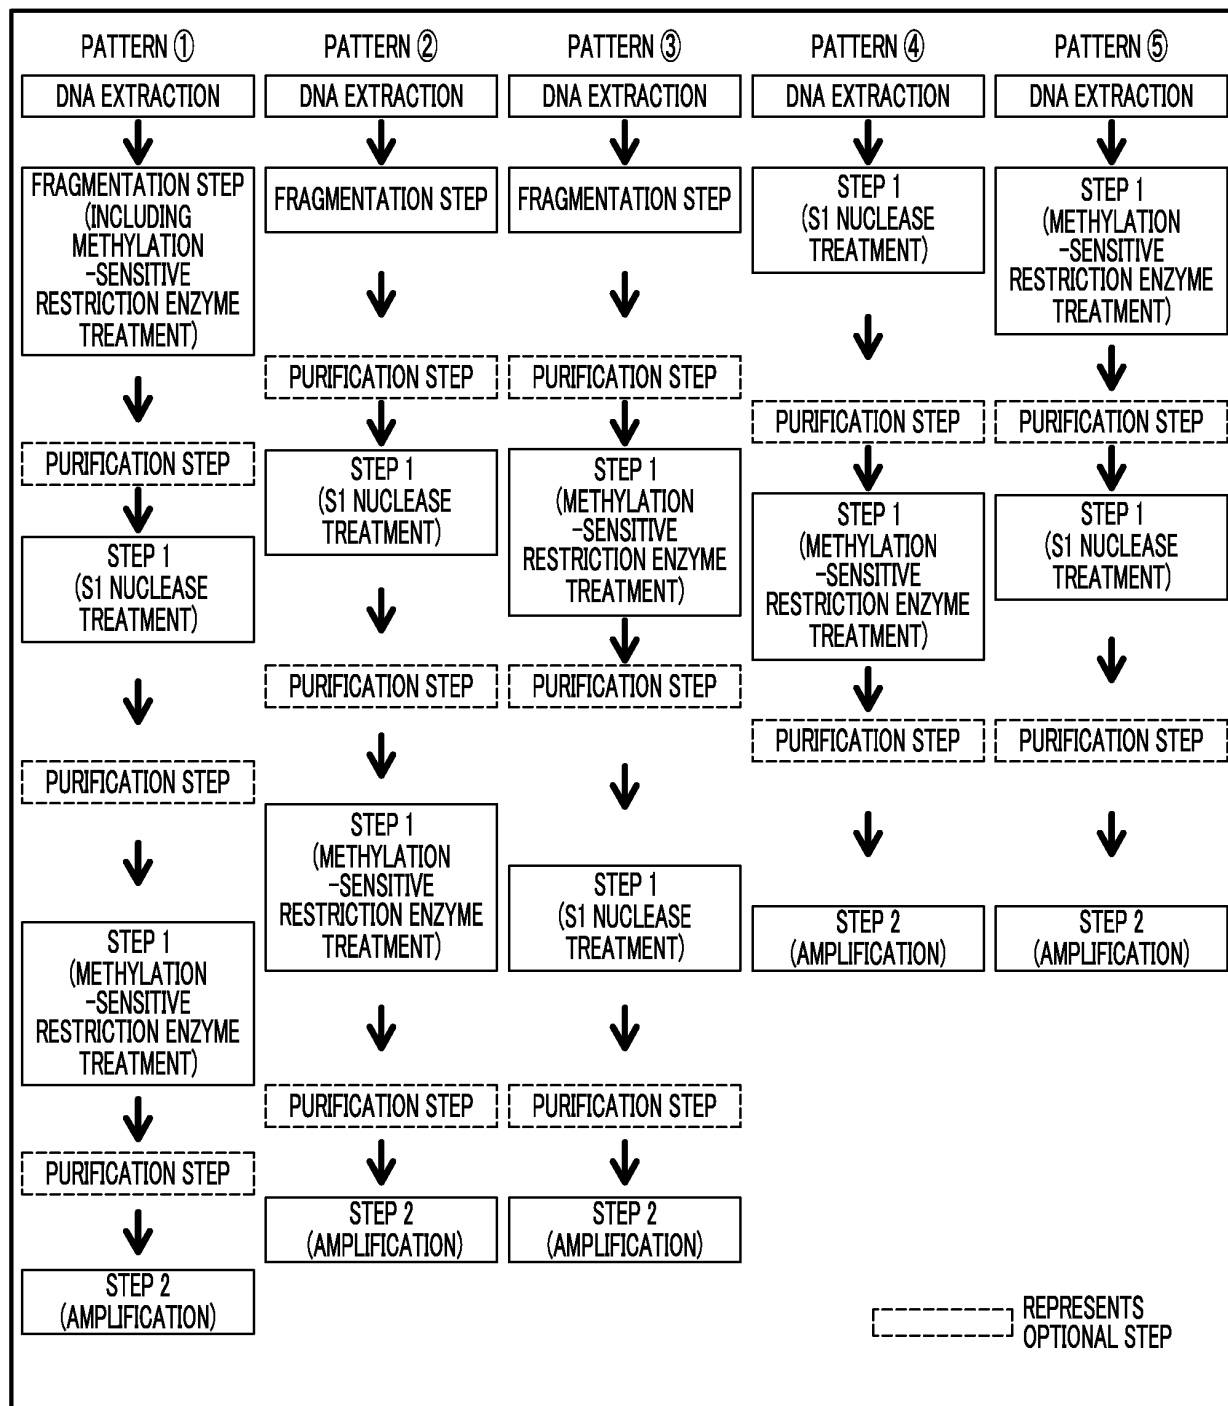 PATTERN ①
DNA EXTRACTION
FRAGMENTATION STEP
(INCLUDING
METHYLATION
-SENSITIVE
RESTRICTION ENZYME
TREATMENT)
PURIFICATION STEP
STEP 1
(S1 NUCLEASE
TREATMENT)
PURIFICATION STEP
STEP 1
(METHYLATION
-SENSITIVE
RESTRICTION ENZYME
TREATMENT)
PURIFICATION STEP
STEP 2
(AMPLIFICATION)
PATTERN ②
DNA EXTRACTION
FRAGMENTATION STEP
PURIFICATION STEP
STEP 1
(S1 NUCLEASE
TREATMENT)
PURIFICATION STEP
STEP 1
(METHYLATION
-SENSITIVE
RESTRICTION ENZYME
TREATMENT)
PURIFICATION STEP
STEP 2
(AMPLIFICATION)
PATTERN ③
DNA EXTRACTION
FRAGMENTATION STEP
PURIFICATION STEP
STEP 1
(METHYLATION
-SENSITIVE
RESTRICTION ENZYME
TREATMENT)
PURIFICATION STEP
STEP 1
(S1 NUCLEASE
TREATMENT)
PURIFICATION STEP
STEP 2
(AMPLIFICATION)
PATTERN ④
DNA EXTRACTION
STEP 1
(S1 NUCLEASE
TREATMENT)
PURIFICATION STEP
STEP 1
(METHYLATION
-SENSITIVE
RESTRICTION ENZYME
TREATMENT)
PURIFICATION STEP
STEP 2
(AMPLIFICATION)
PATTERN ⑤
DNA EXTRACTION
STEP 1
(METHYLATION
-SENSITIVE
RESTRICTION ENZYME
TREATMENT)
PURIFICATION STEP
STEP 1
(S1 NUCLEASE
TREATMENT)
PURIFICATION STEP
STEP 2
(AMPLIFICATION)
REPRESENTS
OPTIONAL STEP